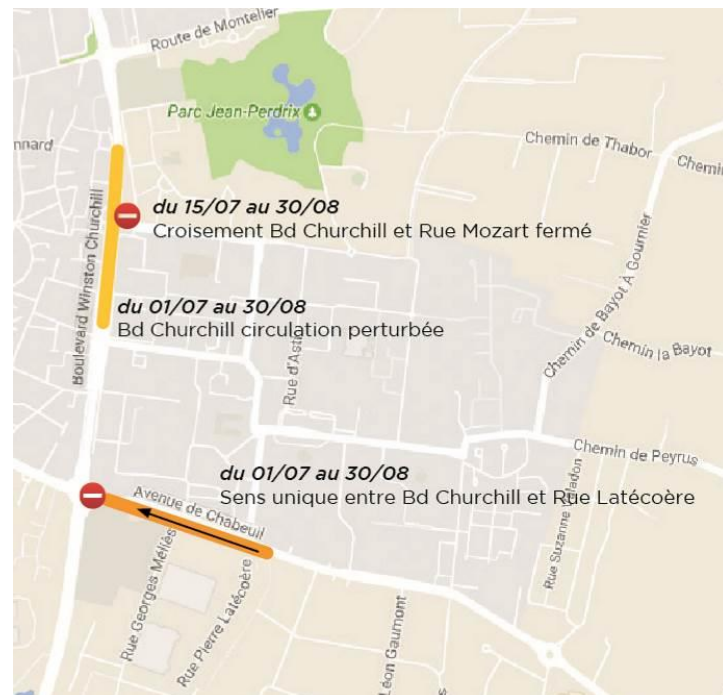 Route de Montelier
Parc Jean-Perdrix
nnard
Chemin de Thabor
Chemin
du 15/07 au 30/08
Croisement Bd Churchill et Rue Mozart fermé
Boulevard Winston Churchill
Chemin de Bayot À Gournier
du 01/07 au 30/08
Bd Churchill circulation perturbée
Rue d'Asti
Chemin la Bayot
Chemin de Peyrus
du 01/07 au 30/08
Sens unique entre Bd Churchill et Rue Latécoère
Avenue de Chabeuil
Rue Suzanne
Rue Georges Méliès
Rue Pierre Latécoère
Léon Gaumont